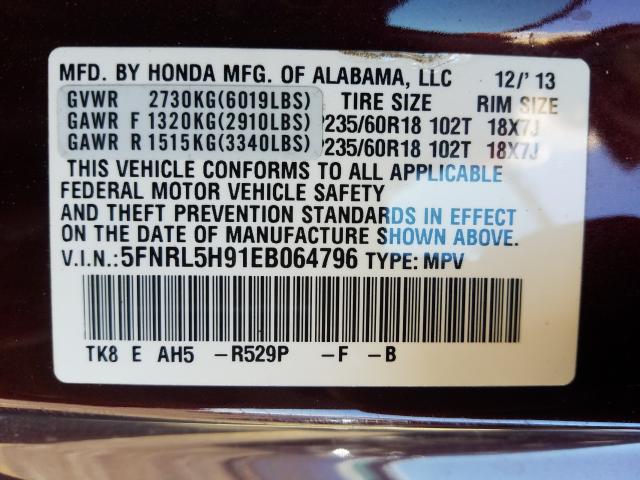 MFD. BY HONDA MFG. OF ALABAMA, LLC 12/'13
GVWR 2730KG(6019LBS) TIRE SIZE RIM SIZE
GAWR F 1320KG(2910LBS) P235/60R18 102T 18X7J
GAWR R 1515KG(3340LBS) P235/60R18 102T 18X7J
THIS VEHICLE CONFORMS TO ALL APPLICABLE
FEDERAL MOTOR VEHICLE SAFETY
AND THEFT PREVENTION STANDARDS IN EFFECT
ON THE DATE OF MANUFACTURE SHOWN ABOVE.
V.I.N.:5FNRL5H91EB064796 TYPE:MPV
TK8 E AH5 -R529P -F -B